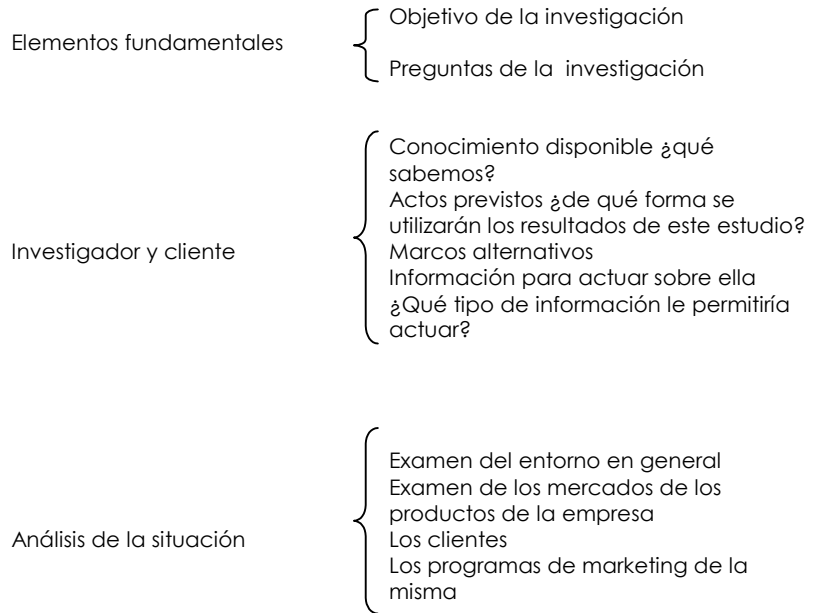 Elementos fundamentales
Objetivo de la investigación
Preguntas de la investigación
Investigador y cliente
Conocimiento disponible ¿qué
sabemos?
Actos previstos ¿de qué forma se
utilizarán los resultados de este estudio?
Marcos alternativos
Información para actuar sobre ella
¿Qué tipo de información le permitiría
actuar?
Análisis de la situación
Examen del entorno en general
Examen de los mercados de los
productos de la empresa
Los clientes
Los programas de marketing de la
misma